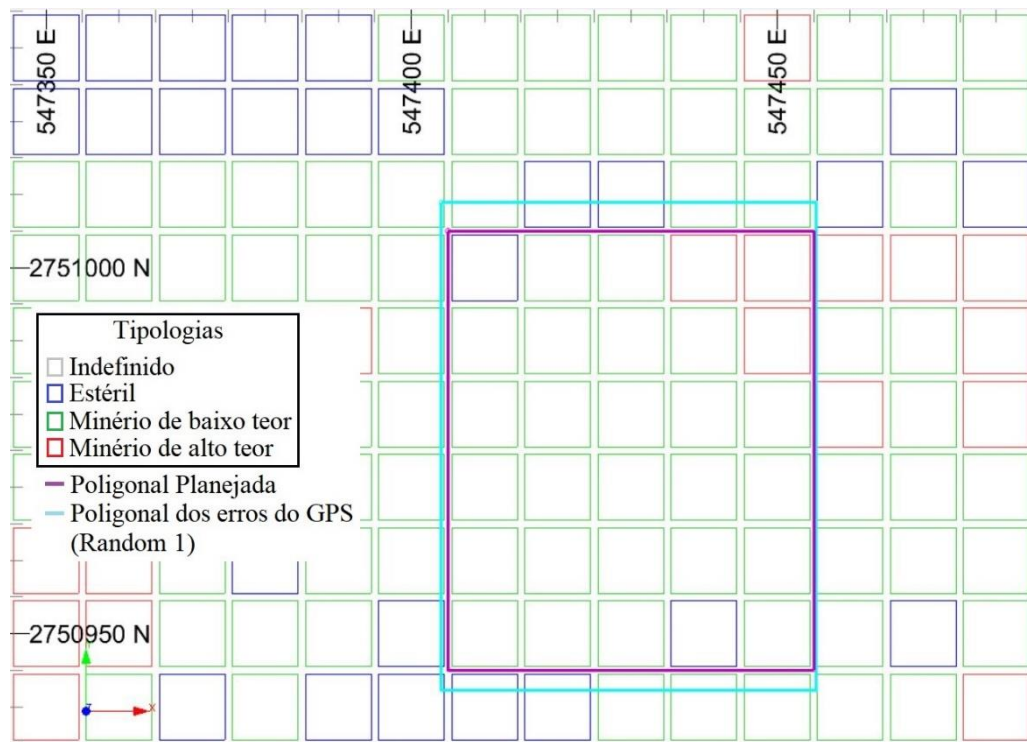 547350 E
547400 E
547450 E
2751000 N
Tipologias
Indefinido
Estéril
Minério de baixo teor
Minério de alto teor
Poligonal Planejada
Poligonal dos erros do GPS
(Random 1)
2750950 N
X